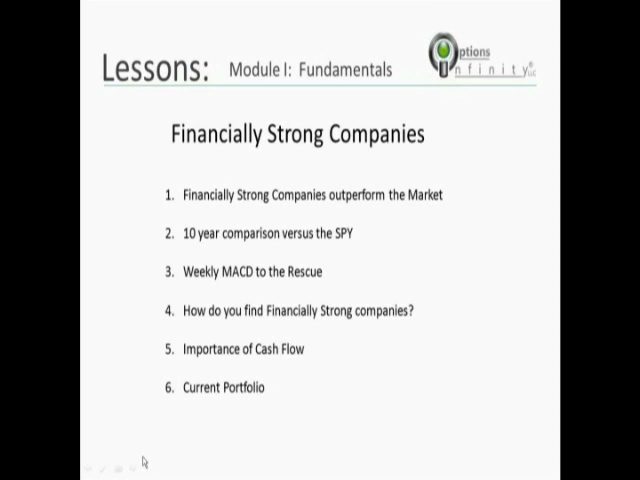 Lessons: Module I: Fundamentals
ptions
nfinity® LLC
Financially Strong Companies
1. Financially Strong Companies outperform the Market
2. 10 year comparison versus the SPY
3. Weekly MACD to the Rescue
4. How do you find Financially Strong companies?
5. Importance of Cash Flow
6. Current Portfolio